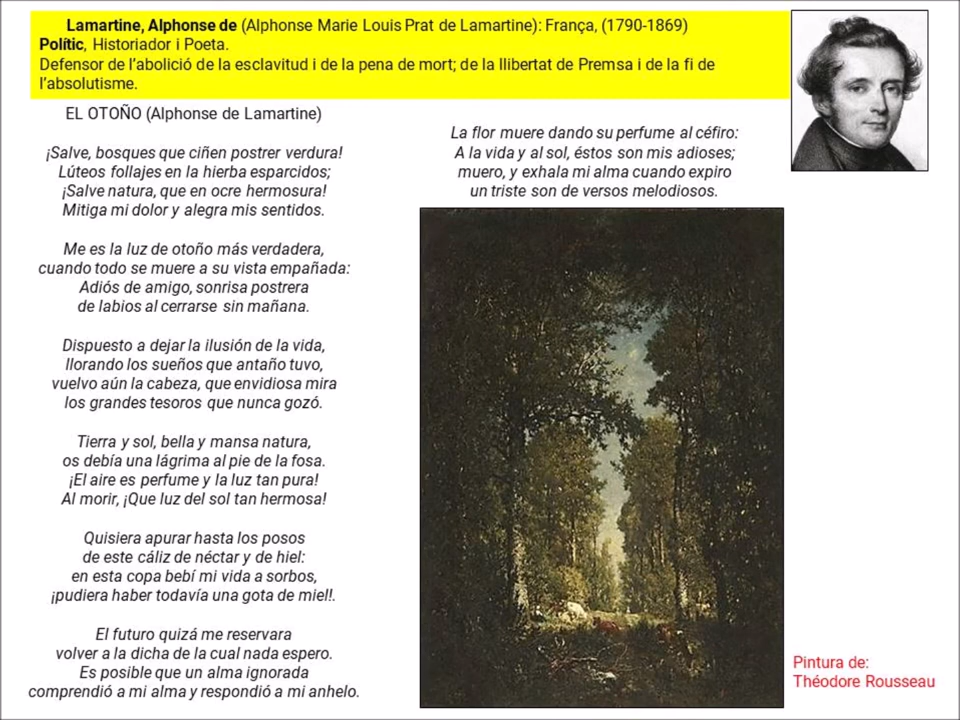 Lamartine, Alphonse de (Alphonse Marie Louis Prat de Lamartine): França, (1790-1869)
Polític, Historiador i Poeta.
Defensor de l’abolició de la esclavitud i de la pena de mort; de la llibertat de Premsa i de la fi de
l’absolutisme.
EL OTOÑO (Alphonse de Lamartine)
¡Salve, bosques que ciñen postrer verdura!
Lúteos follajes en la hierba esparcidos;
¡Salve natura, que en ocre hermosura!
Mitiga mi dolor y alegra mis sentidos.
Me es la luz de otoño más verdadera,
cuando todo se muere a su vista empañada:
Adiós de amigo, sonrisa postrera
de labios al cerrarse sin mañana.
Dispuesto a dejar la ilusión de la vida,
llorando los sueños que antaño tuvo,
vuelvo aún la cabeza, que envidiosa mira
los grandes tesoros que nunca gozó.
Tierra y sol, bella y mansa natura,
os debía una lágrima al pie de la fosa.
¡El aire es perfume y la luz tan pura!
Al morir, ¡Que luz del sol tan hermosa!
Quisiera apurar hasta los posos
de este cáliz de néctar y de hiel:
en esta copa bebí mi vida a sorbos,
¡pudiera haber todavía una gota de miel!.
El futuro quizá me reservara
volver a la dicha de la cual nada espero.
Es posible que un alma ignorada
comprendió a mi alma y respondió a mi anhelo.
La flor muere dando su perfume al céfiro:
A la vida y al sol, éstos son mis adioses;
muero, y exhala mi alma cuando expiro
un triste son de versos melodiosos.
Pintura de:
Théodore Rousseau